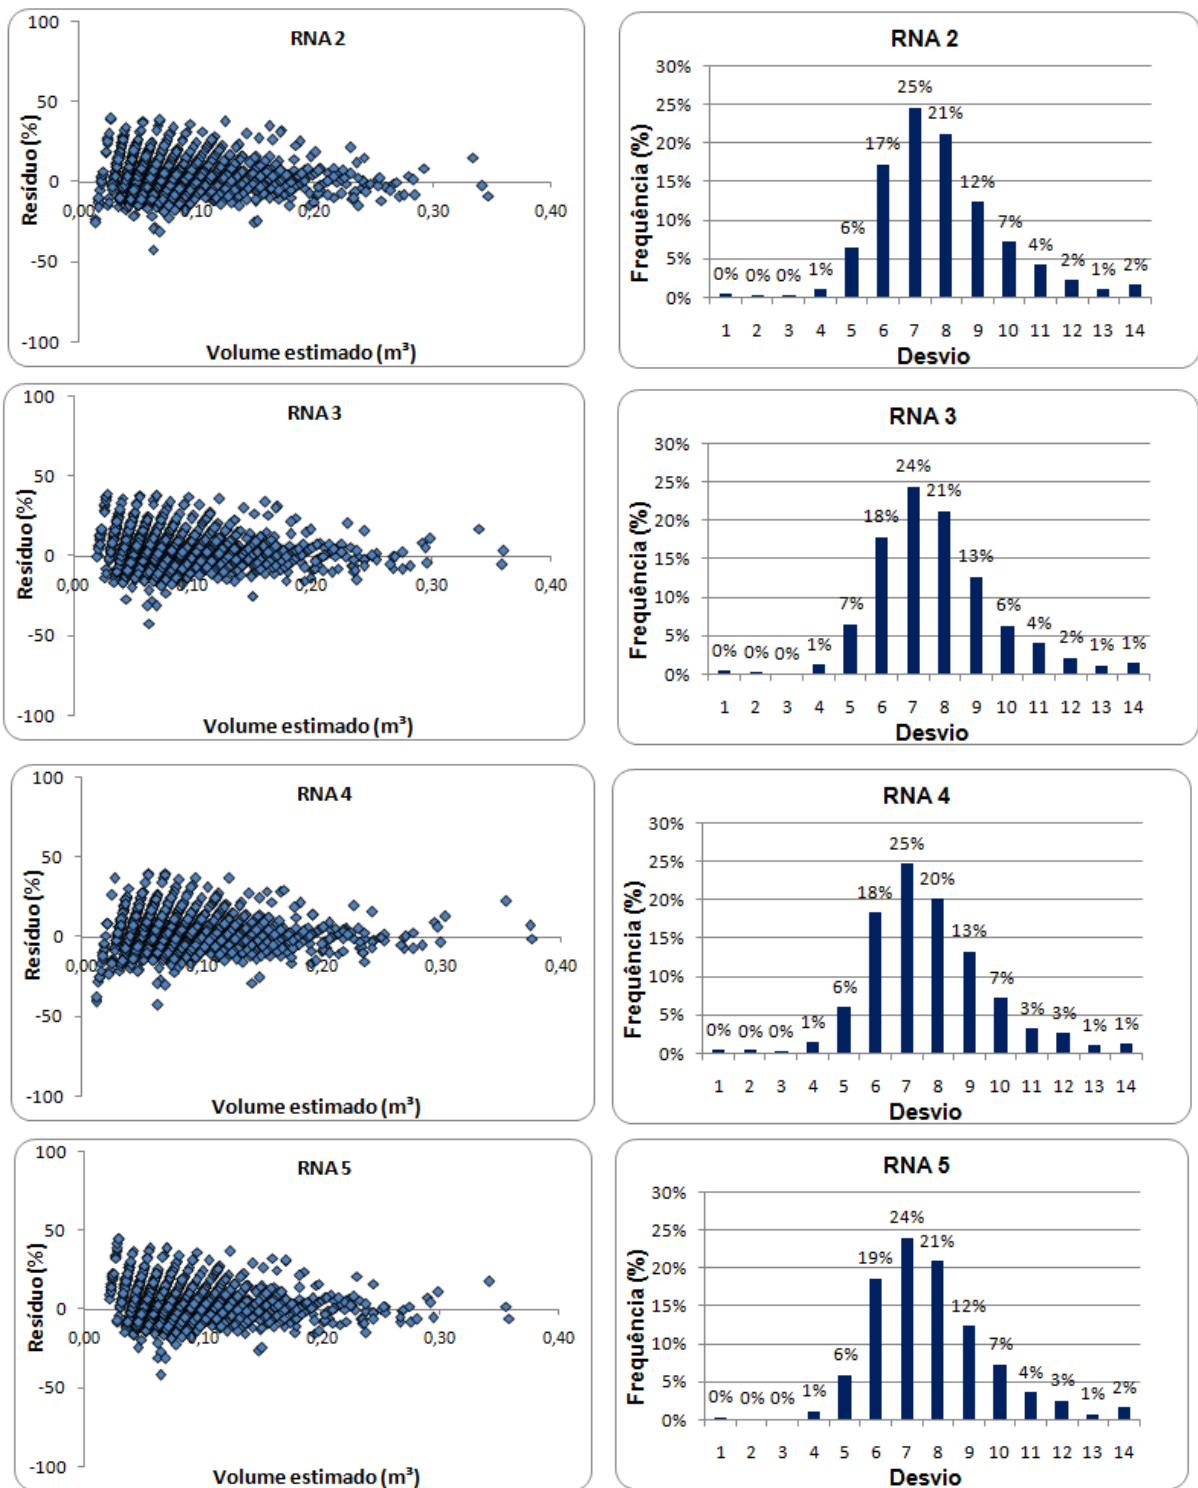 RNA 2
100
50
0
-50
-100
Resíduo (%)
0,00 0,10 0,20 0,30 0,40
Volume estimado (m³)
RNA 2
30%
25%
20%
15%
10%
5%
0%
Frequência (%)
0% 0% 0% 1% 6% 17% 25% 21% 12% 7% 4% 2% 1% 2%
1 2 3 4 5 6 7 8 9 10 11 12 13 14
Desvio
RNA 3
100
50
0
-50
-100
Resíduo (%)
0,00 0,10 0,20 0,30 0,40
Volume estimado (m³)
RNA 3
30%
25%
20%
15%
10%
5%
0%
Frequência (%)
0% 0% 0% 1% 7% 18% 24% 21% 13% 6% 4% 2% 1% 1%
1 2 3 4 5 6 7 8 9 10 11 12 13 14
Desvio
RNA 4
100
50
0
-50
-100
Resíduo (%)
0,00 0,10 0,20 0,30 0,40
Volume estimado (m³)
RNA 4
30%
25%
20%
15%
10%
5%
0%
Frequência (%)
0% 0% 0% 1% 6% 18% 25% 20% 13% 7% 3% 3% 1% 1%
1 2 3 4 5 6 7 8 9 10 11 12 13 14
Desvio
RNA 5
100
50
0
-50
-100
Resíduo (%)
0,00 0,10 0,20 0,30 0,40
Volume estimado (m³)
RNA 5
30%
25%
20%
15%
10%
5%
0%
Frequência (%)
0% 0% 0% 1% 6% 19% 24% 21% 12% 7% 4% 3% 1% 2%
1 2 3 4 5 6 7 8 9 10 11 12 13 14
Desvio